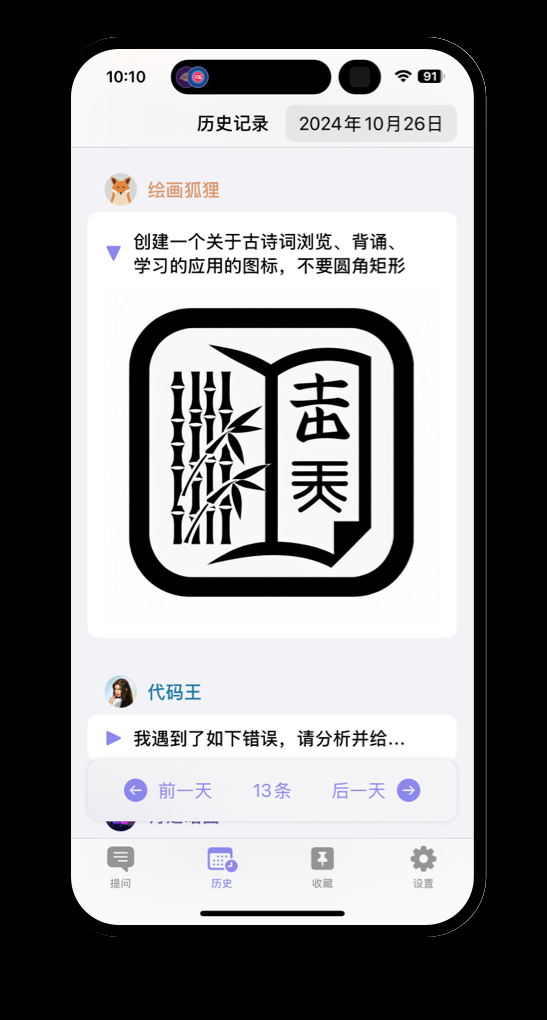 10:10
91
历史记录
2024年10月26日
绘画狐狸
创建一个关于古诗词浏览、背诵、
学习的应用的图标，不要圆角矩形
代码王
我遇到了如下错误，请分析并给...
前一天
13条
后一天
提问
历史
收藏
设置